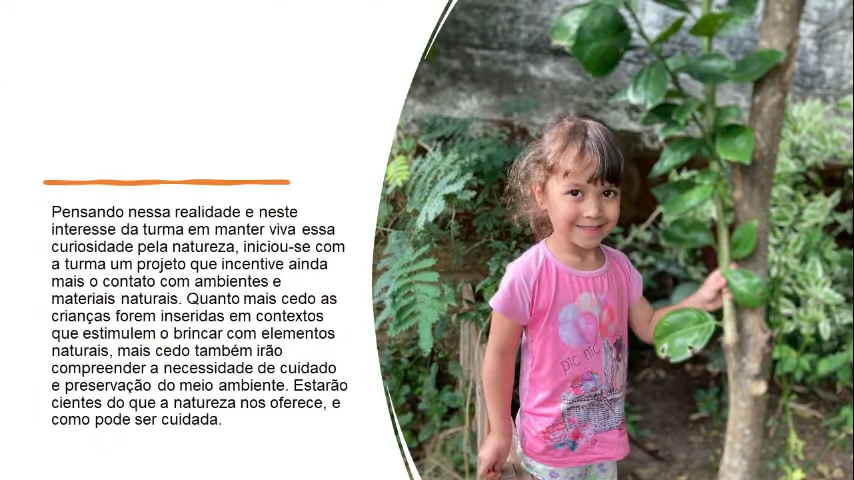 Pensando nessa realidade e neste
interesse da turma em manter viva essa
curiosidade pela natureza, iniciou-se com
a turma um projeto que incentive ainda
mais o contato com ambientes e
materiais naturais. Quanto mais cedo as
crianças forem inseridas em contextos
que estimulem o brincar com elementos
naturais, mais cedo também irão
compreender a necessidade de cuidado
e preservação do meio ambiente. Estarão
cientes do que a natureza nos oferece, e
como pode ser cuidada.
pic nic